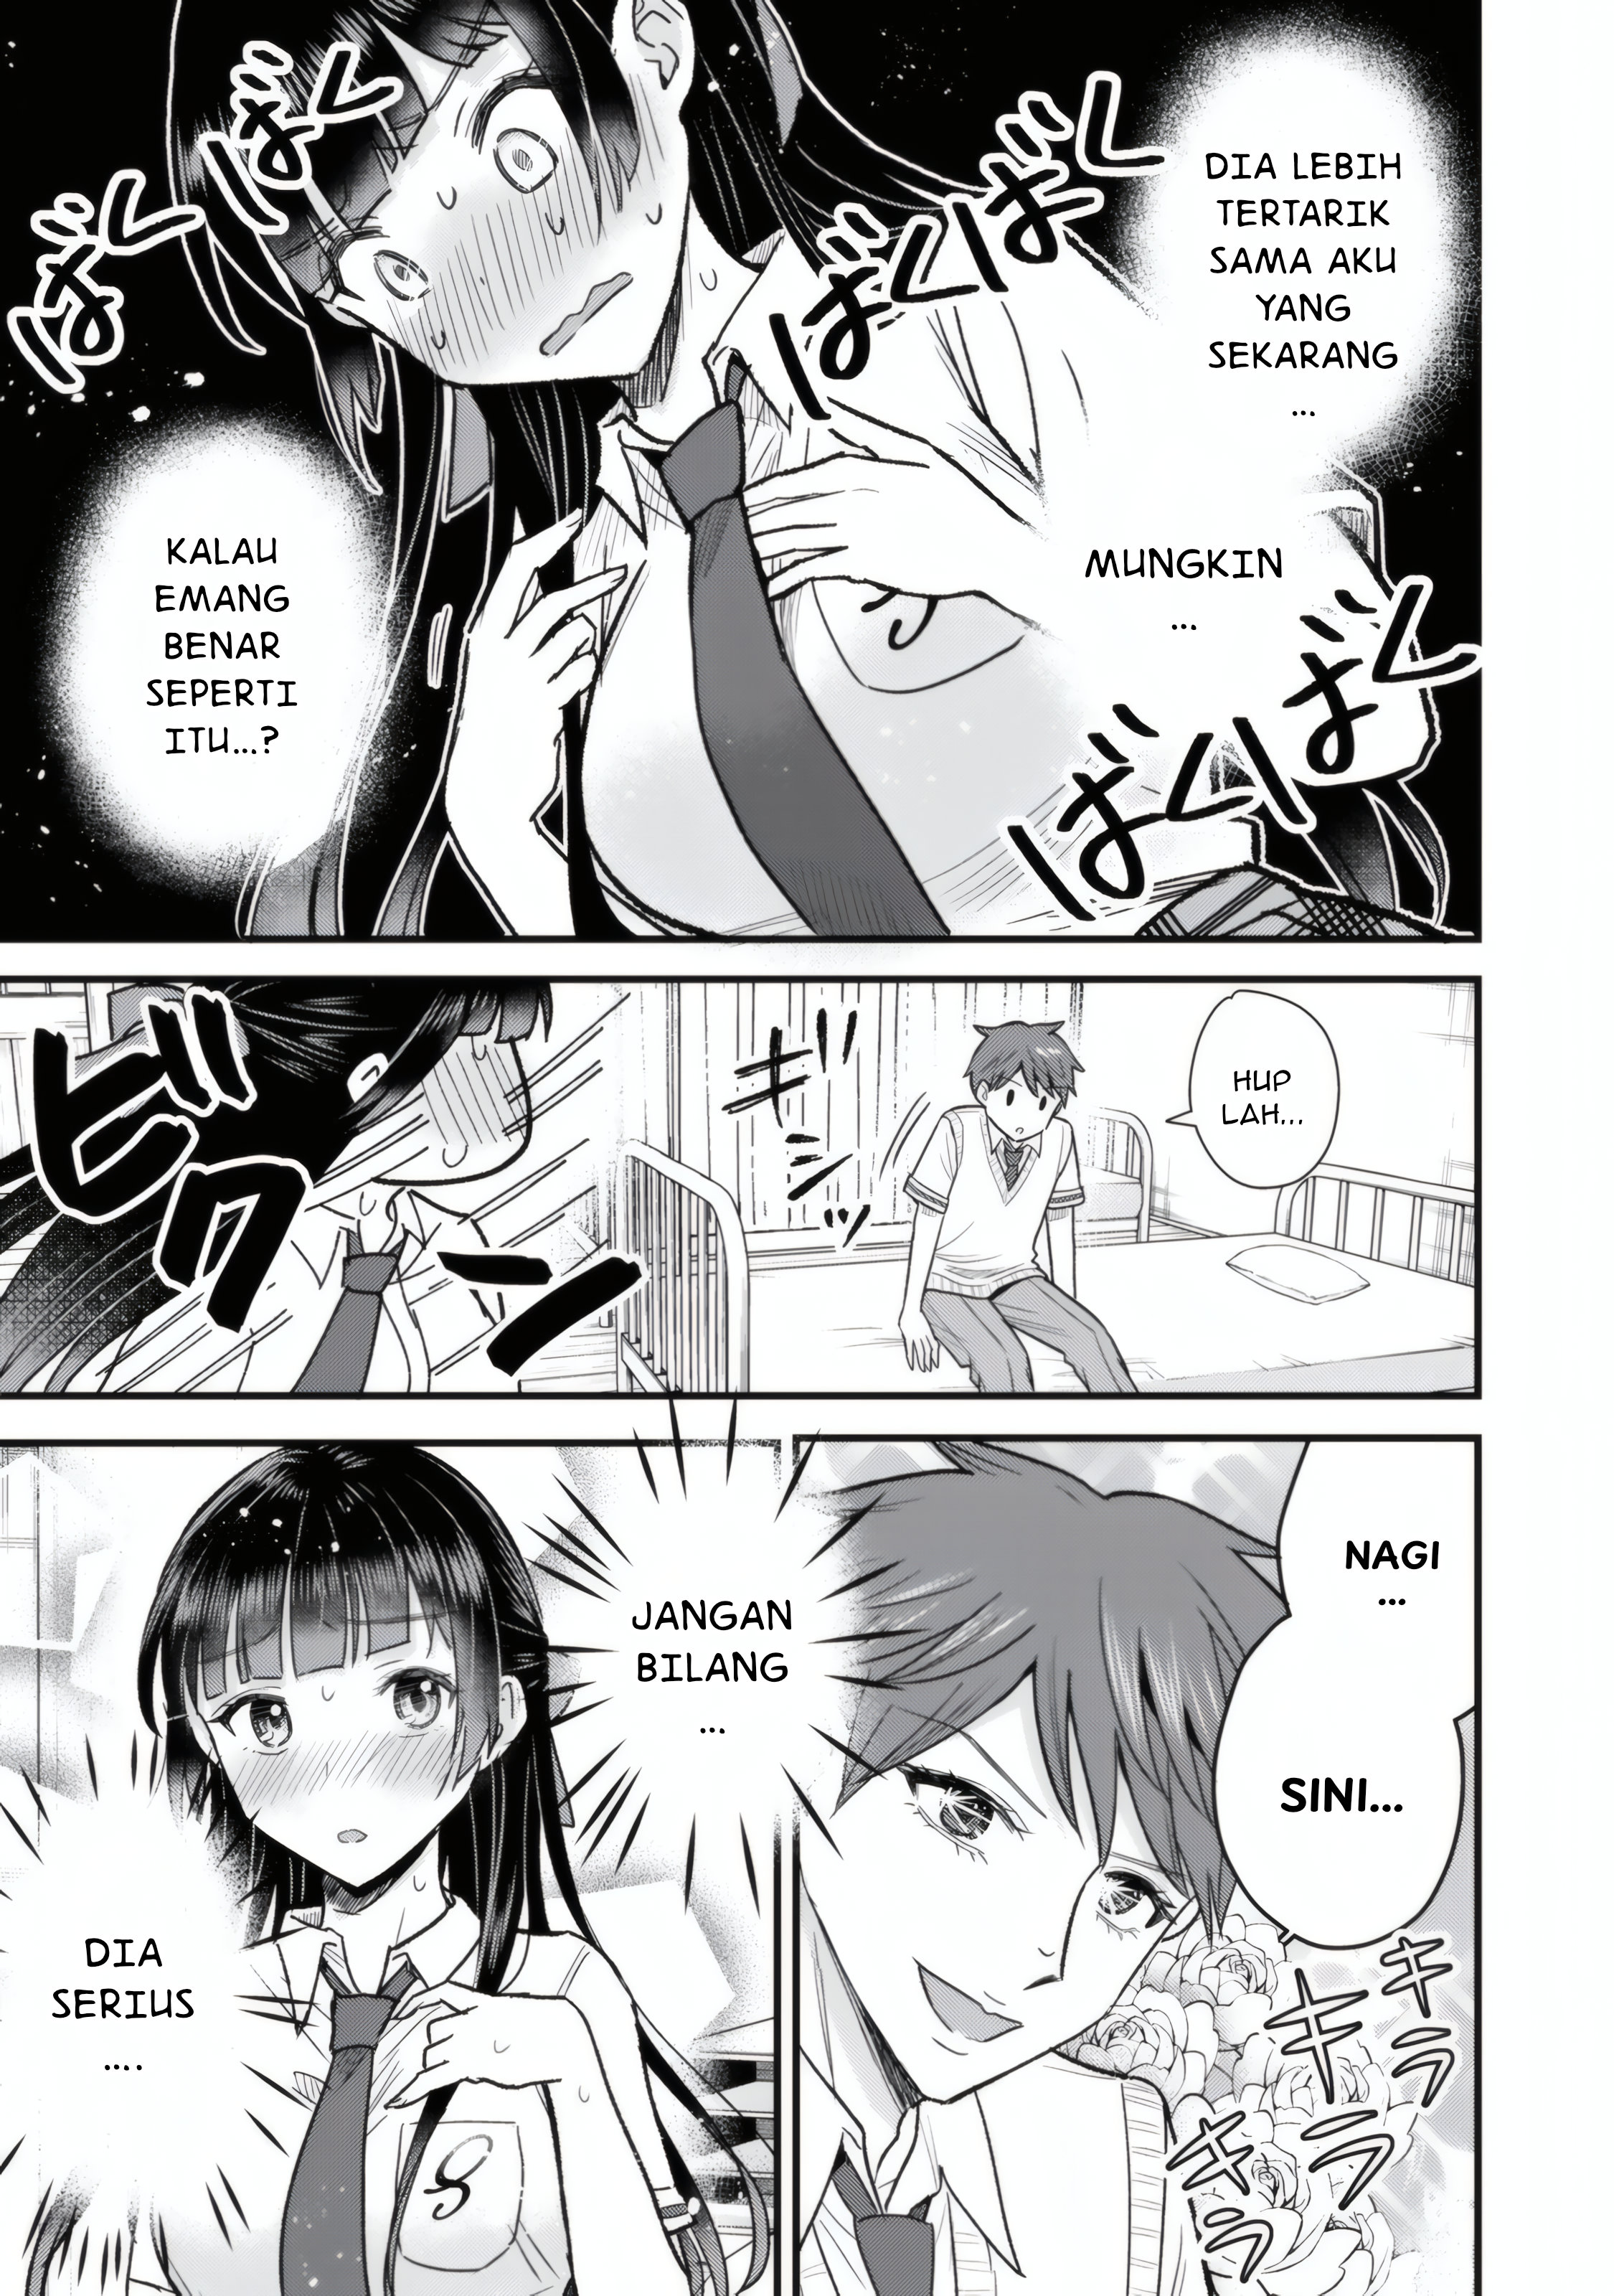 DIA LEBIH
TERTARIK
SAMA AKU
YANG
SEKARANG
...
MUNGKIN
...
ばく
ばく
ばく
ばく
ばく
ばく
KALAU
EMANG
BENAR
SEPERTI
ITU...?
HUP
LAH...
ギシッ
ビクン
NAGI
...
SINI...
キラ
キラ
キラ
JANGAN
BILANG
...
DIA
SERIUS
....
S